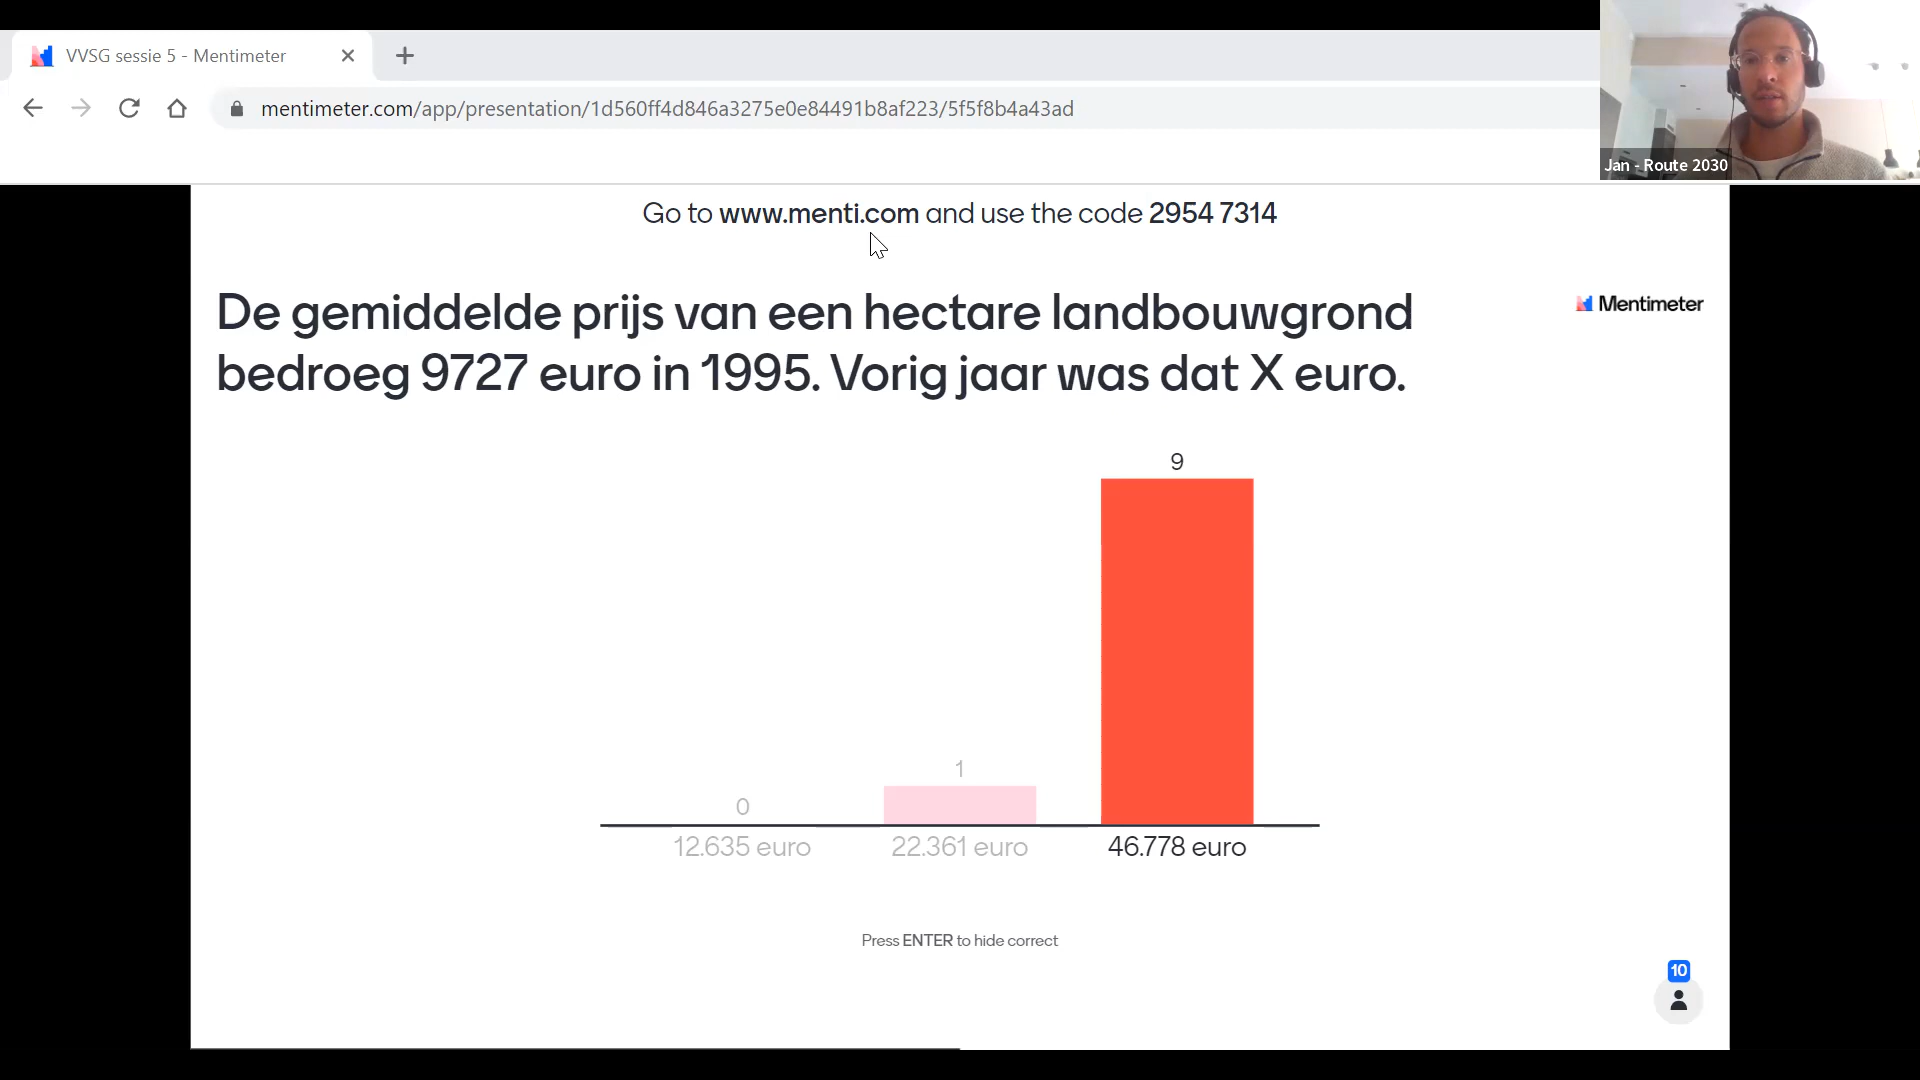 VVSG sessie 5 - Mentimeter
mentimeter.com/app/presentation/1d560ff4d846a3275e0e84491b8af223/5f5f8b4a43ad
Jan - Route 2030
Go to www.menti.com and use the code 2954 7314
De gemiddelde prijs van een hectare landbouwgrond
bedroeg 9727 euro in 1995. Vorig jaar was dat X euro.
Mentimeter
9
1
0
12.635 euro
22.361 euro
46.778 euro
Press ENTER to hide correct
10